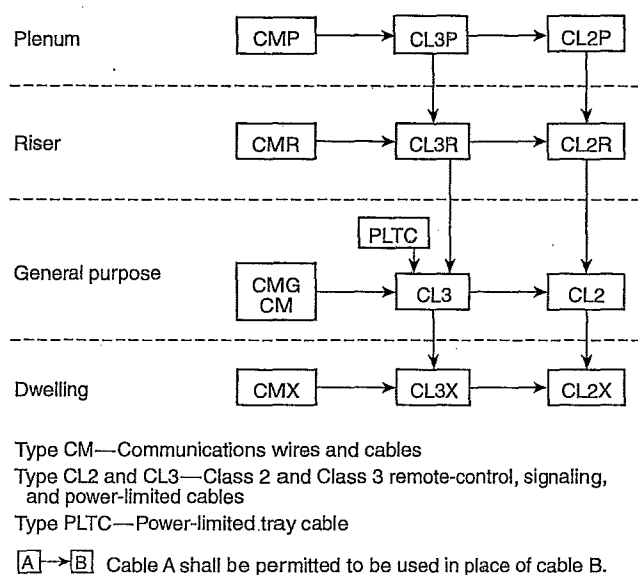 Plenum
CMP
CL3P
CL2P
Riser
CMR
CL3R
CL2R
PLTC
General purpose
CMG
CM
CL3
CL2
Dwelling
CMX
CL3X
CL2X
Type CM—Communications wires and cables
Type CL2 and CL3—Class 2 and Class 3 remote-control, signaling,
and power-limited cables
Type PLTC—Power-limited tray cable
A B Cable A shall be permitted to be used in place of cable B.